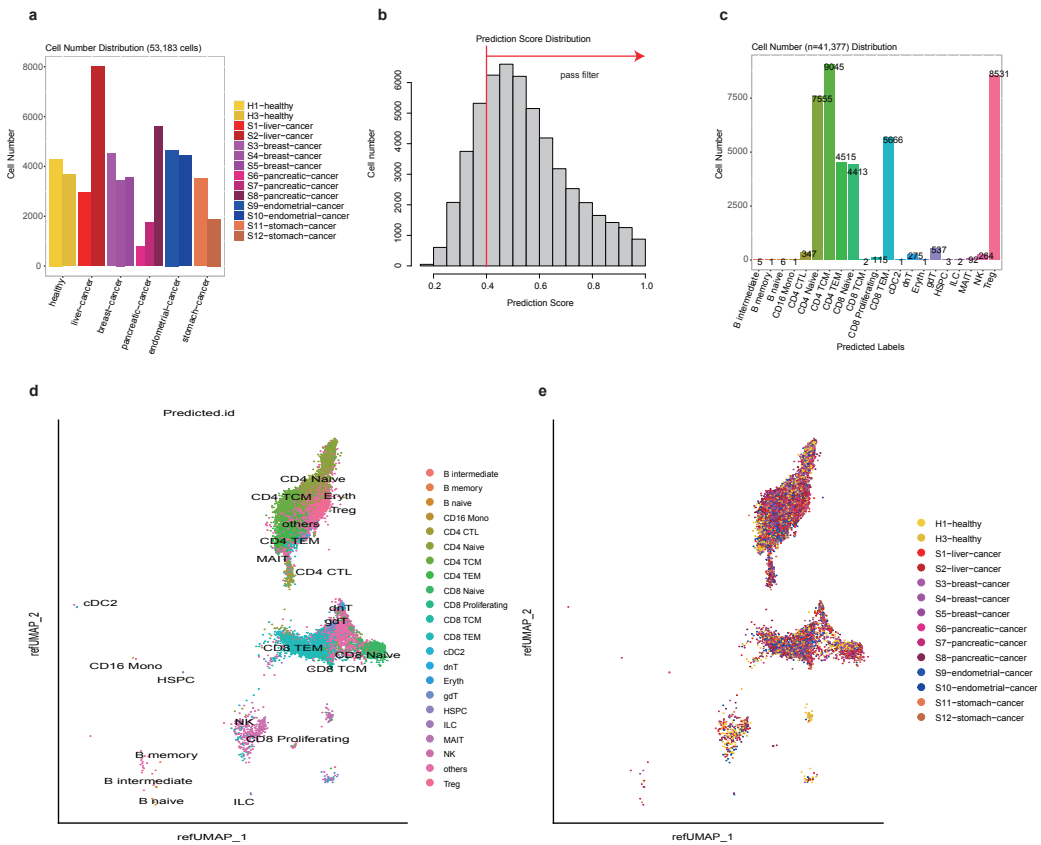 a
Cell Number Distribution (53,183 cells)
Cell Number
8000
6000
4000
2000
0
healthy
liver−cancer
breast−cancer
pancreatic−cancer
endometrial−cancer
stomach−cancer
H1−healthy
H3−healthy
S1−liver−cancer
S2−liver−cancer
S3−breast−cancer
S4−breast−cancer
S5−breast−cancer
S6−pancreatic−cancer
S7−pancreatic−cancer
S8−pancreatic−cancer
S9−endometrial−cancer
S10−endometrial−cancer
S11−stomach−cancer
S12−stomach−cancer
b
Prediction Score Distribution
pass filter
Cell Number
6000
5000
4000
3000
2000
1000
0
0.2 0.4 0.6 0.8 1.0
Prediction Score
c
Cell Number (n=41,377) Distribution
Cell Number
7500
5000
2500
0
5
1
6
1
347
7555
9045
4515
4413
2
115
5666
1
275
1
537
3
2
92
264
8531
B intermediate
B memory
B naive
CD16 Mono
CD4 CTL
CD4 Naive
CD4 TCM
CD4 TEM
CD8 Naive
CD8 TCM
CD8 Proliferating
CD8 TEM
cDC2
dnT
Eryth
gdT
HSPC
ILC
MAIT
NK
Treg
Predicted Labels
d
Predicted.id
refUMAP_2
CD4 Naive
CD4 TCM
Eryth
Treg
others
CD4 TEM
MAIT
CD4 CTL
cDC2
dnT
gdT
CD8 TEM
CD8 Naive
CD8 TCM
CD16 Mono
HSPC
NK
CD8 Proliferating
B memory
B intermediate
B naive
ILC
refUMAP_1
B intermediate
B memory
B naive
CD16 Mono
CD4 CTL
CD4 Naive
CD4 TCM
CD4 TEM
CD8 Naive
CD8 Proliferating
CD8 TCM
CD8 TEM
cDC2
dnT
Eryth
gdT
HSPC
ILC
MAIT
NK
others
Treg
e
refUMAP_2
refUMAP_1
H1−healthy
H3−healthy
S1−liver−cancer
S2−liver−cancer
S3−breast−cancer
S4−breast−cancer
S5−breast−cancer
S6−pancreatic−cancer
S7−pancreatic−cancer
S8−pancreatic−cancer
S9−endometrial−cancer
S10−endometrial−cancer
S11−stomach−cancer
S12−stomach−cancer